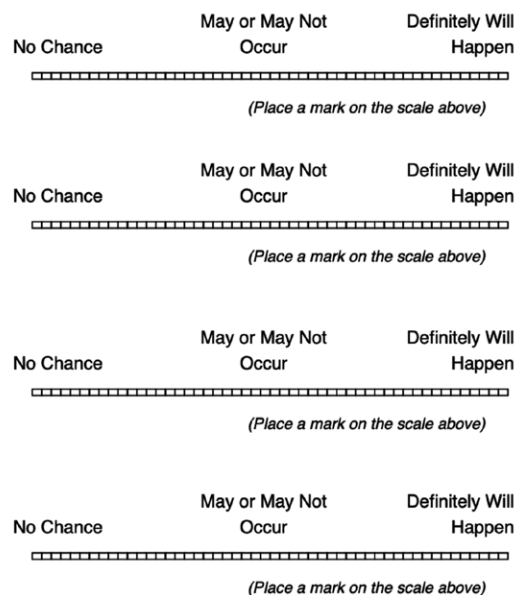 May or May Not Definitely Will
No Chance Occur Happen
(Place a mark on the scale above)
May or May Not Definitely Will
No Chance Occur Happen
(Place a mark on the scale above)
May or May Not Definitely Will
No Chance Occur Happen
(Place a mark on the scale above)
May or May Not Definitely Will
No Chance Occur Happen
(Place a mark on the scale above)